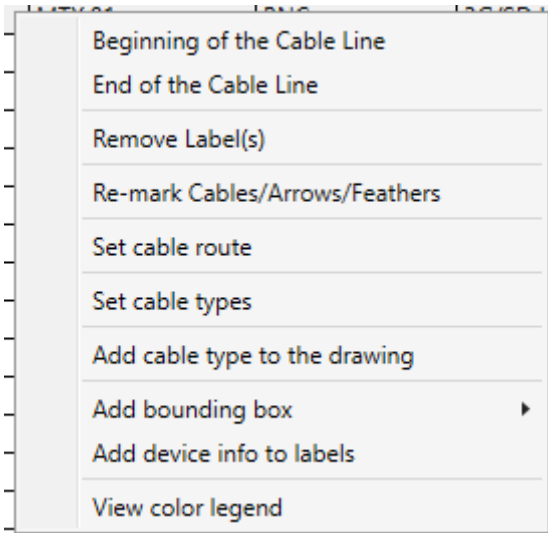 Beginning of the Cable Line
End of the Cable Line
Remove Label(s)
Re-mark Cables/Arrows/Feathers
Set cable route
Set cable types
Add cable type to the drawing
Add bounding box
Add device info to labels
View color legend